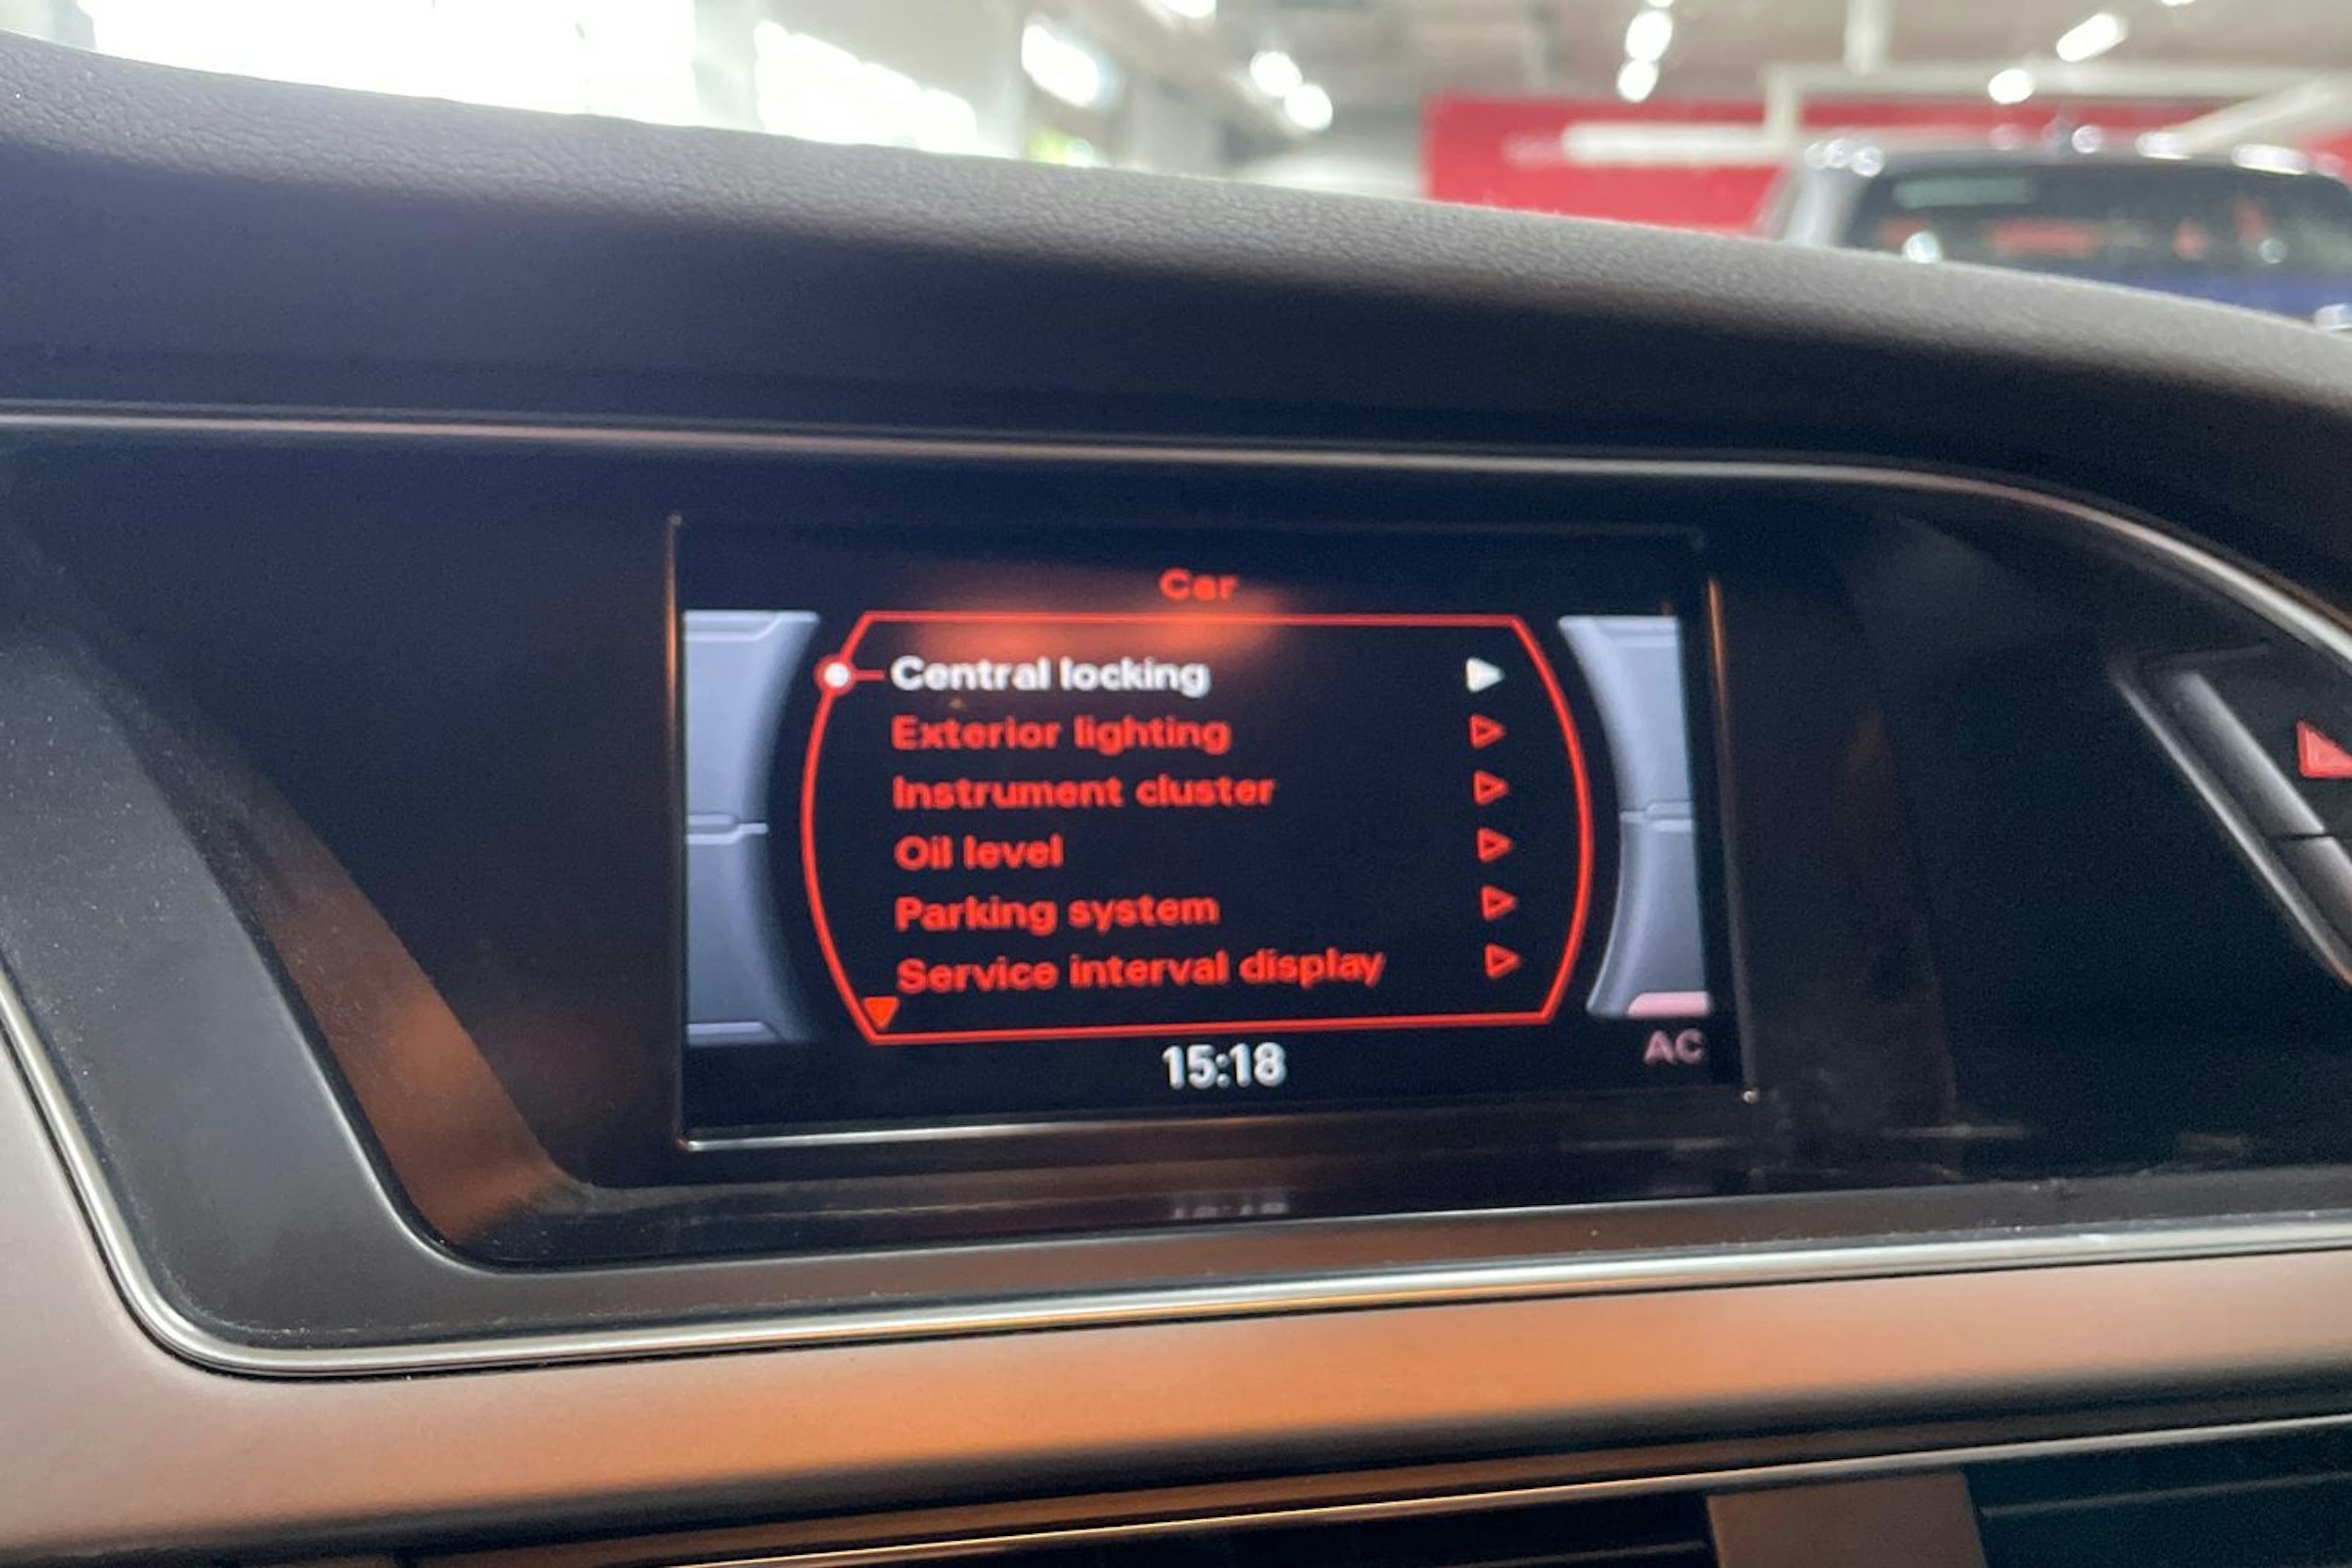 Car
Central locking
Exterior lighting
Instrument cluster
Oil level
Parking system
Service interval display
15:18
AC